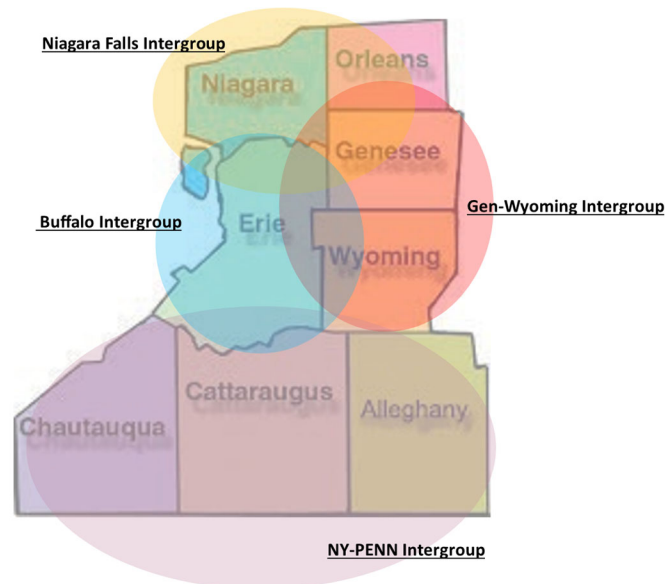 Niagara Falls Intergroup
Orleans
Niagara
Genesee
Gen-Wyoming Intergroup
Buffalo Intergroup
Erie
Wyoming
Cattaraugus
Alleghany
Chautauqua
NY-PENN Intergroup